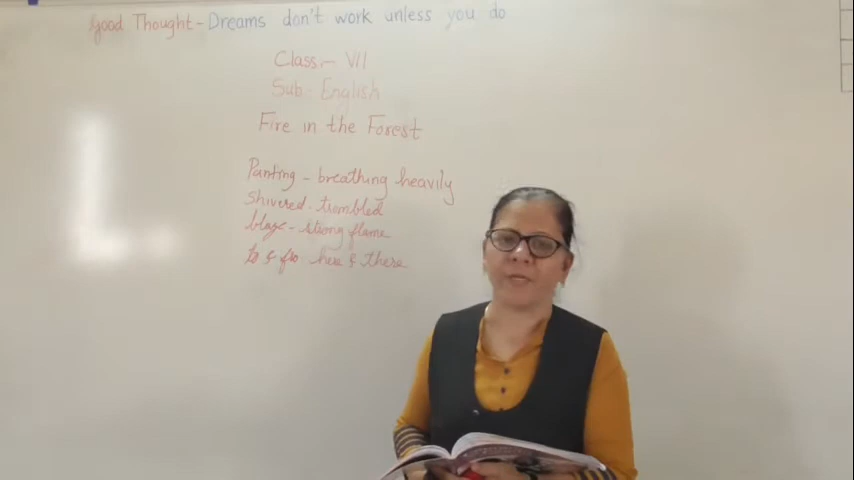 Good Thought - Dreams don't work unless you do
Class :- VII
Sub - English
Fire in the Forest
Panting - breathing heavily
Shivered - trembled
blaze - strong flame
to & fro here & there